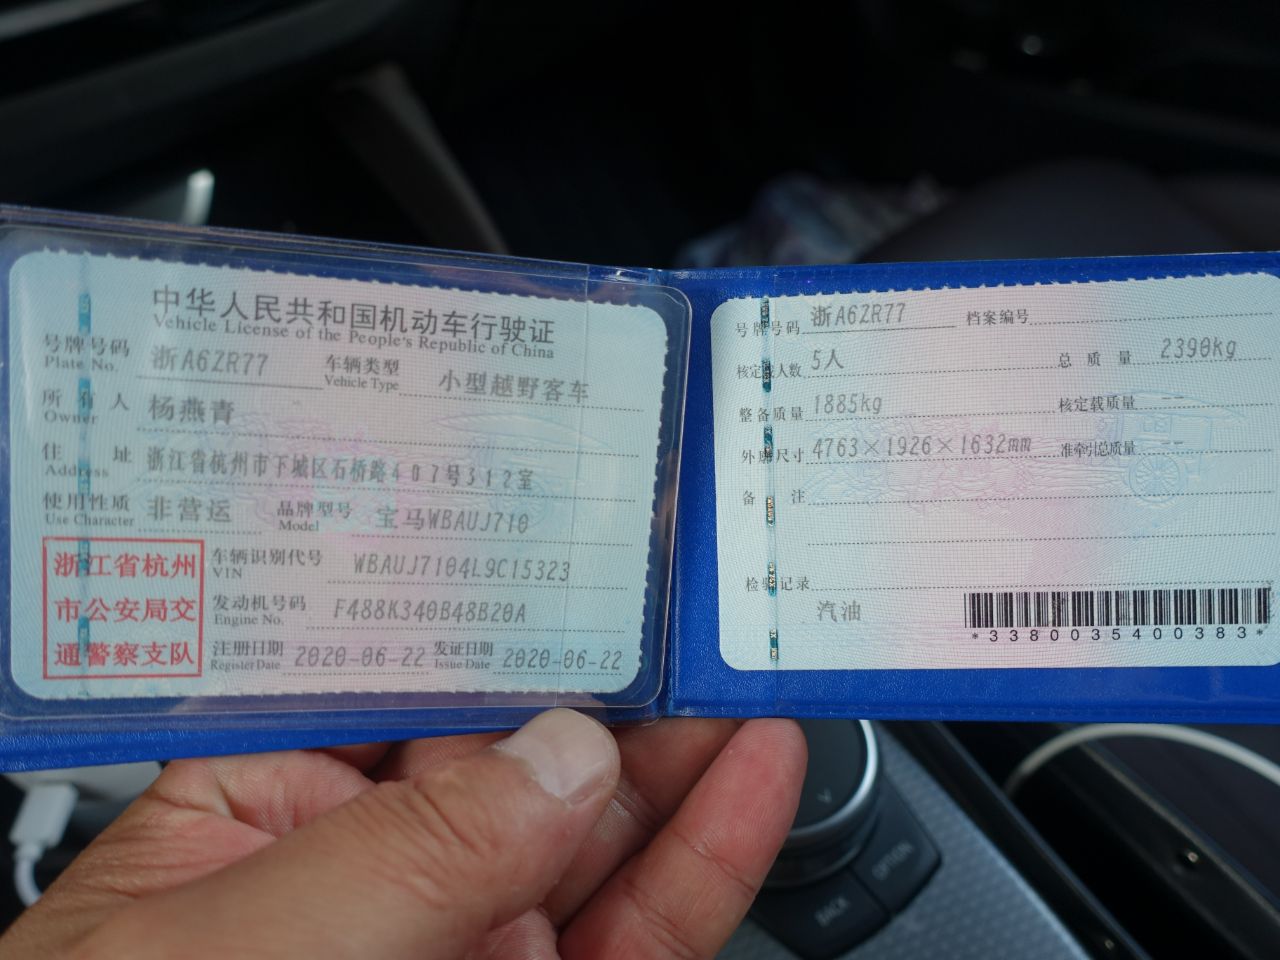 中华人民共和国机动车行驶证
Vehicle License of the People's Republic of China
号牌号码 浙A6ZR77 车辆类型 小型越野客车
Plate No. Vehicle Type
所有人 杨燕青
Owner
住址 浙江省杭州市下城区石桥路407号312室
Address
使用性质 非营运 品牌型号 宝马WBAUJ710
Use Character Model
浙江省杭州
市公安局交
通警察支队
车辆识别代号 WBAUJ7104L9C15323
VIN
发动机号码 F488K340B48B20A
Engine No.
注册日期 2020-06-22 发证日期 2020-06-22
Register Date Issue Date
号牌号码 浙A6ZR77 档案编号
核定载人数 5人 总质量 2390kg
整备质量 1885kg 核定载质量 --
外廓尺寸 4763×1926×1632mm 准牵引总质量 --
备注
检验记录
汽油
*3380035400383*
BACK
OPTION